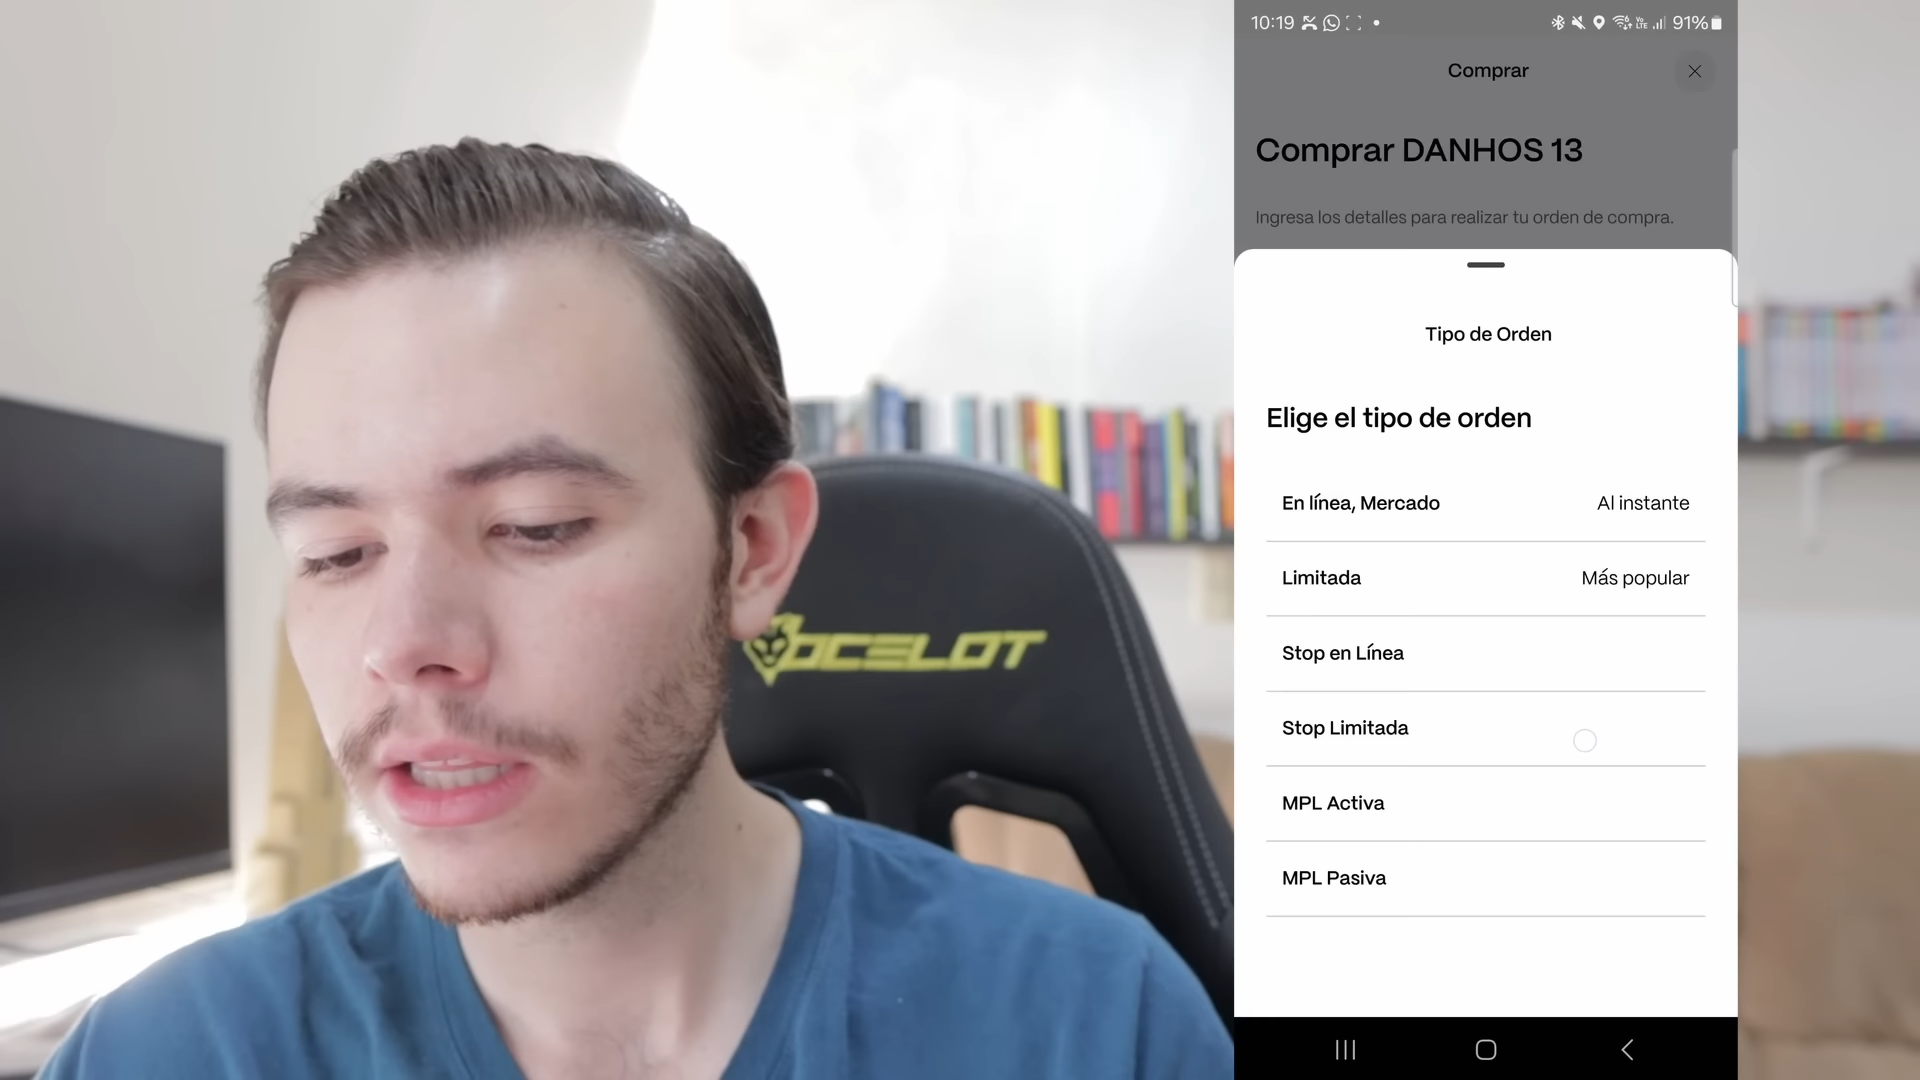 10:19
91%
Comprar
Comprar DANHOS 13
Ingresa los detalles para realizar tu orden de compra.
Tipo de Orden
Elige el tipo de orden
En línea, Mercado Al instante
Limitada Más popular
Stop en Línea
Stop Limitada
MPL Activa
MPL Pasiva
OCELOT